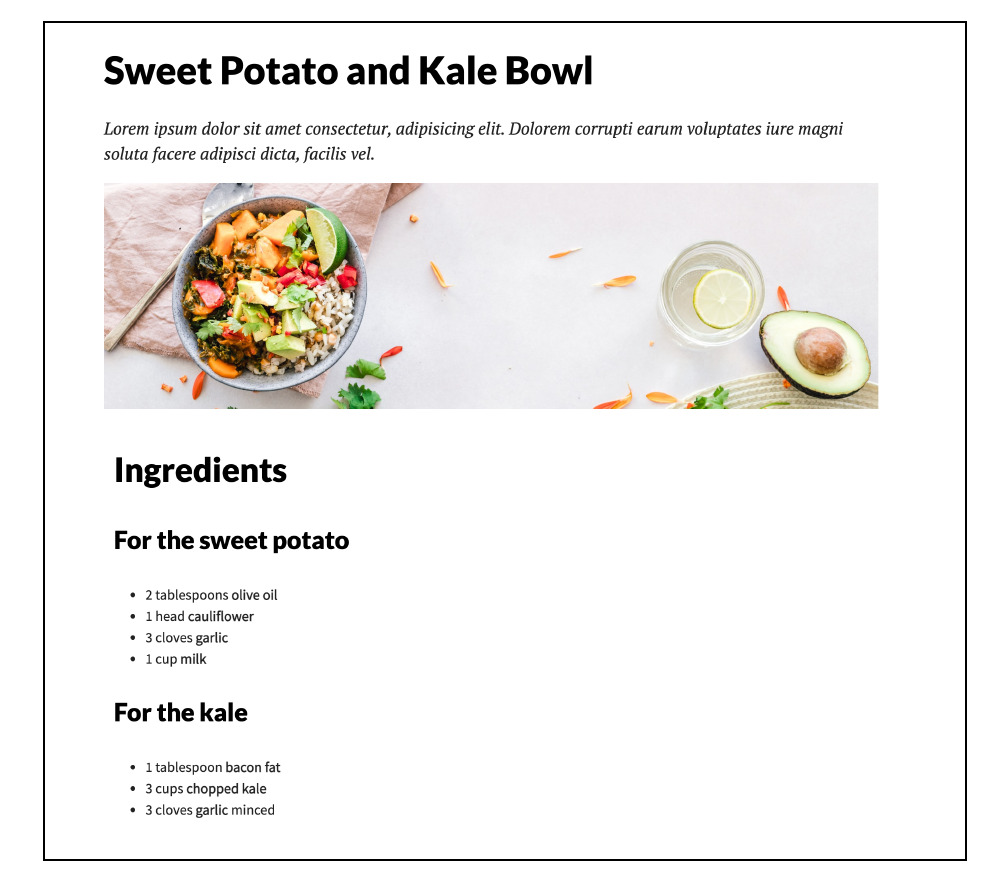 Sweet Potato and Kale Bowl
Lorem ipsum dolor sit amet consectetur, adipisicing elit. Dolorem corrupti earum voluptates iure magni
soluta facere adipisci dicta, facilis vel.
Ingredients
For the sweet potato
• 2 tablespoons olive oil
• 1 head cauliflower
• 3 cloves garlic
• 1 cup milk
For the kale
• 1 tablespoon bacon fat
• 3 cups chopped kale
• 3 cloves garlic minced